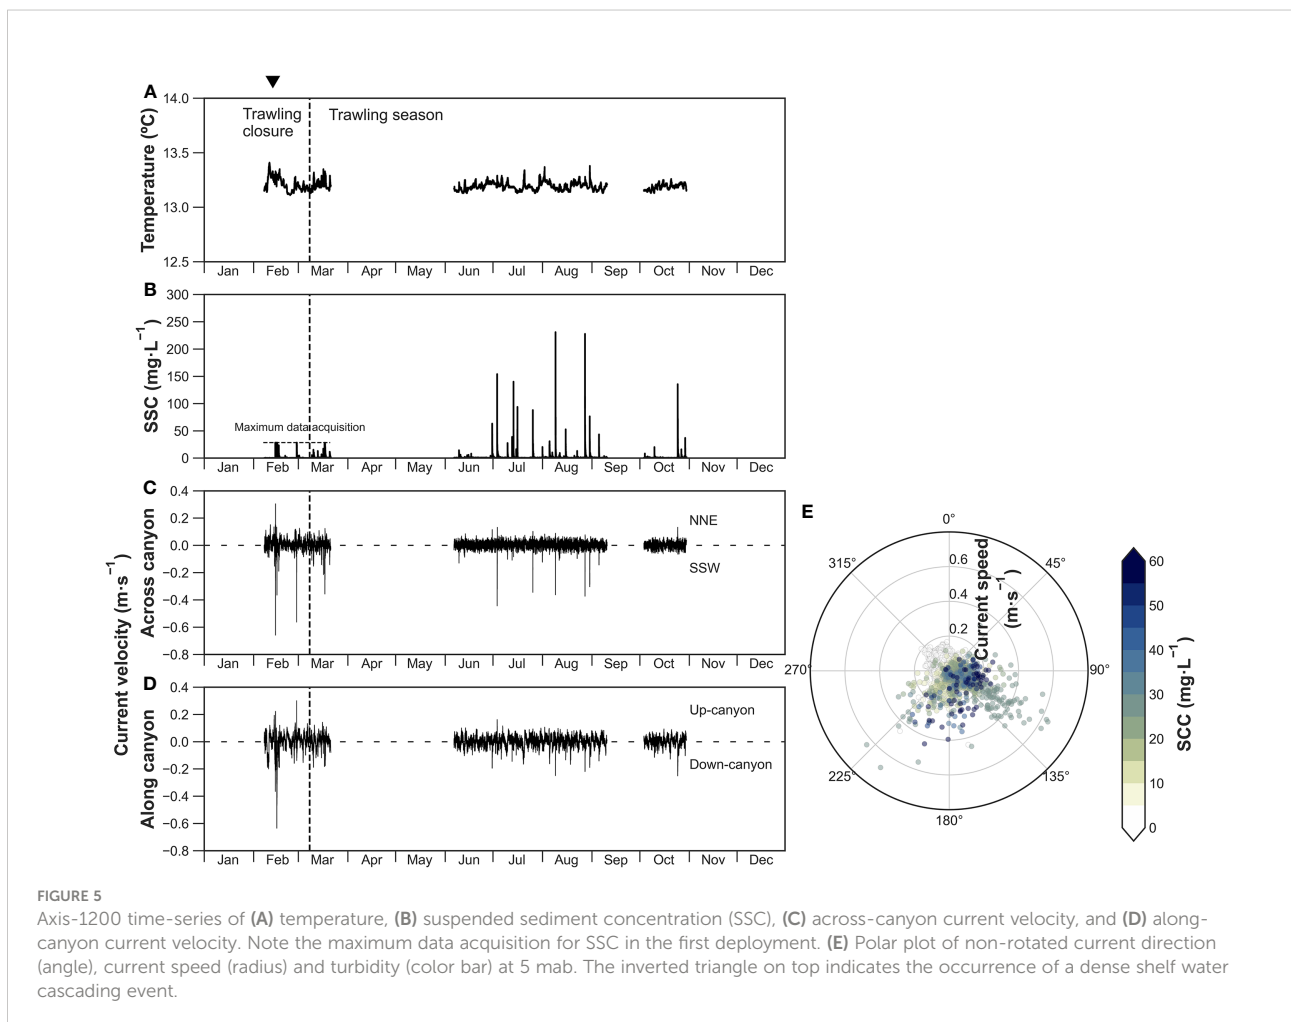 A
Temperature (ºC)
14.0
13.5
13.0
12.5
Trawling closure
Trawling season
Jan Feb Mar Apr May Jun Jul Aug Sep Oct Nov Dec
B
SSC (mg·L⁻¹)
300
250
200
150
100
50
0
Maximum data acquisition
Jan Feb Mar Apr May Jun Jul Aug Sep Oct Nov Dec
Current velocity (m·s⁻¹)
C
Across canyon
0.4
0.2
0.0
−0.2
−0.4
−0.6
−0.8
NNE
SSW
Jan Feb Mar Apr May Jun Jul Aug Sep Oct Nov Dec
D
Along canyon
0.4
0.2
0.0
−0.2
−0.4
−0.6
−0.8
Up-canyon
Down-canyon
Jan Feb Mar Apr May Jun Jul Aug Sep Oct Nov Dec
E
0°
45°
90°
135°
180°
225°
270°
315°
0.6
0.4
0.2
Current speed
(m·s⁻¹)
60
50
40
30
20
10
0
SCC (mg·L⁻¹)
FIGURE 5
Axis-1200 time-series of (A) temperature, (B) suspended sediment concentration (SSC), (C) across-canyon current velocity, and (D) along-
canyon current velocity. Note the maximum data acquisition for SSC in the first deployment. (E) Polar plot of non-rotated current direction
(angle), current speed (radius) and turbidity (color bar) at 5 mab. The inverted triangle on top indicates the occurrence of a dense shelf water
cascading event.